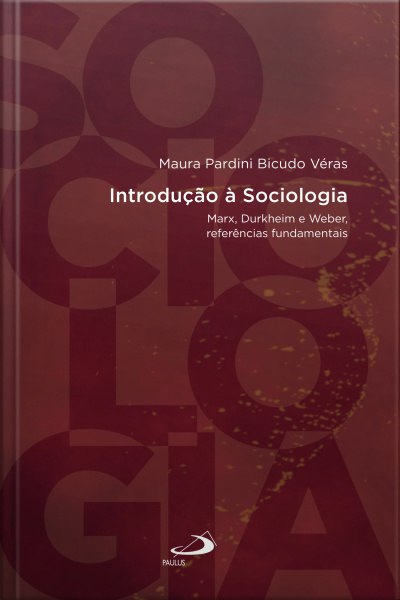 Maura Pardini Bicudo Véras
Introdução à Sociologia
Marx, Durkheim e Weber,
referências fundamentais
SO
CIO
LO
GIA
PAULUS